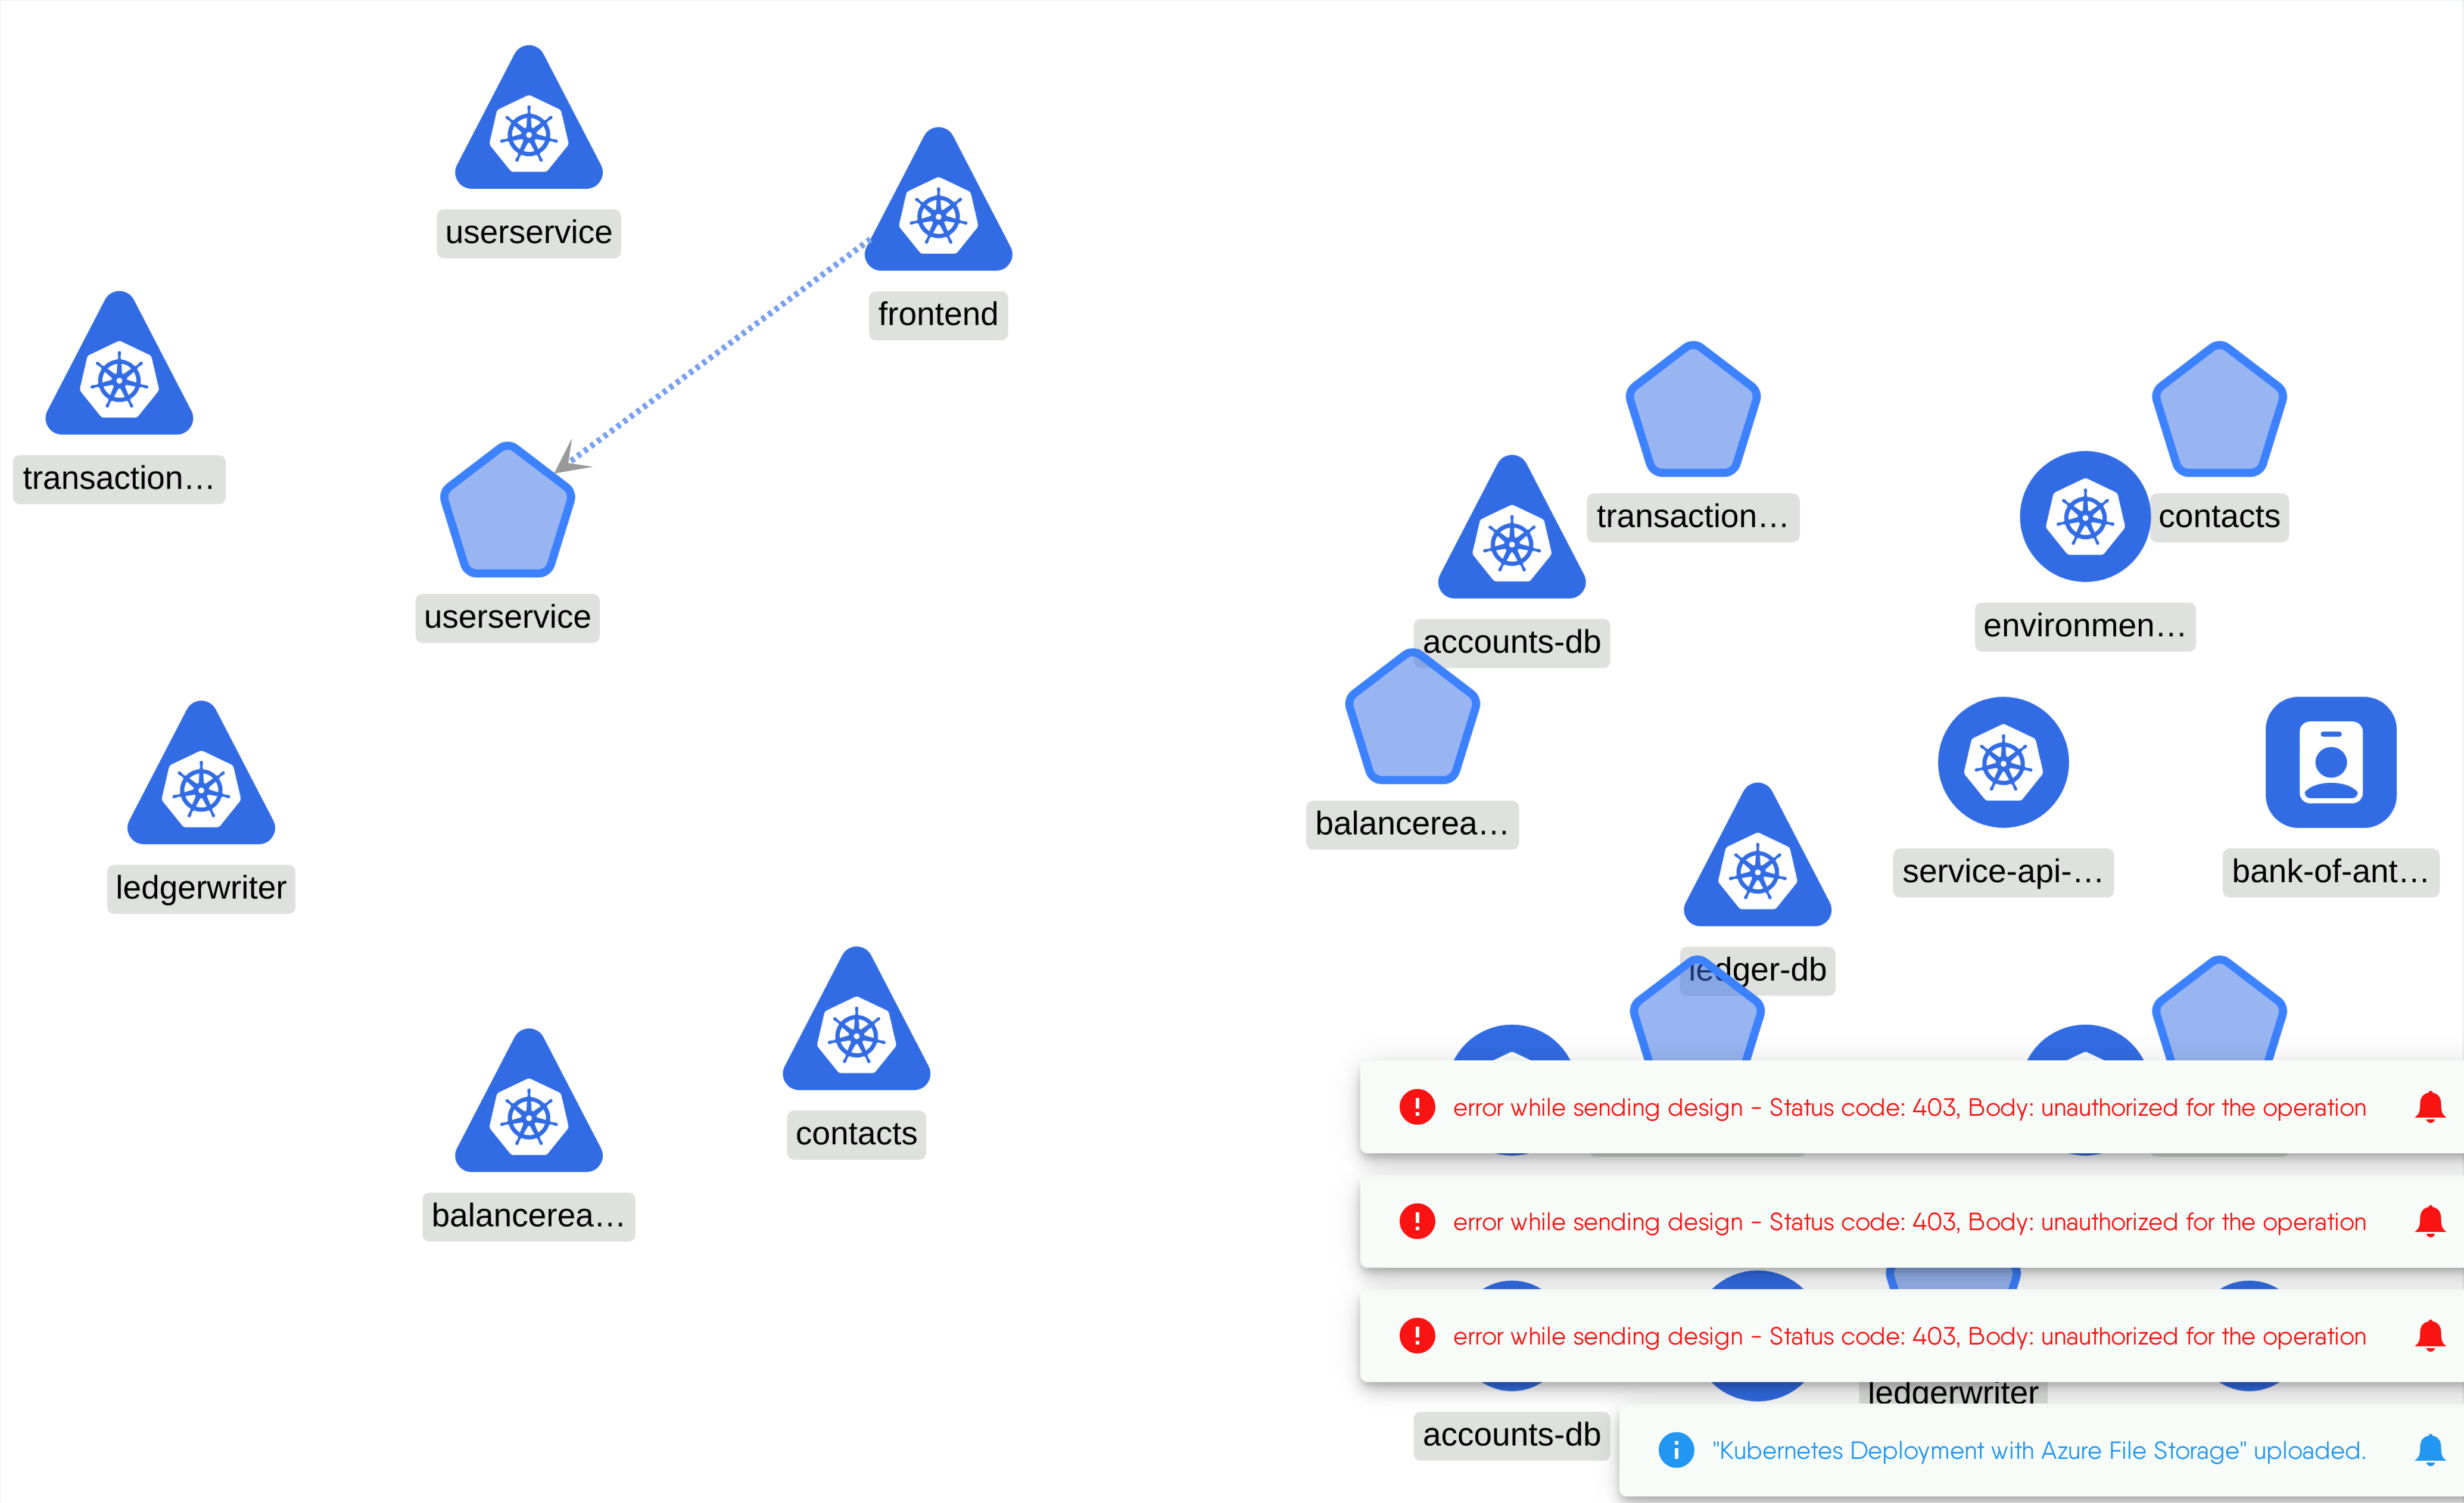 userservice
frontend
transaction…
userservice
transaction…
contacts
accounts-db
environmen…
balancerea…
ledgerwriter
service-api-…
bank-of-ant…
ledger-db
contacts
balancerea…
error while sending design - Status code: 403, Body: unauthorized for the operation
error while sending design - Status code: 403, Body: unauthorized for the operation
error while sending design - Status code: 403, Body: unauthorized for the operation
ledgerwriter
accounts-db
"Kubernetes Deployment with Azure File Storage" uploaded.